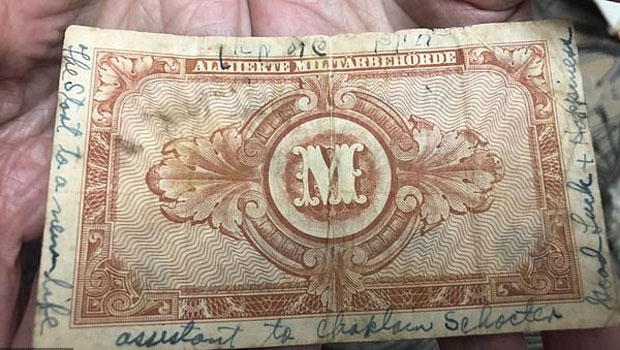 ALLIIERTE MILITÄRBEHÖRDE
M
The Start to a new life
assistant to Chaplain Schacter
Good Luck + Happiness